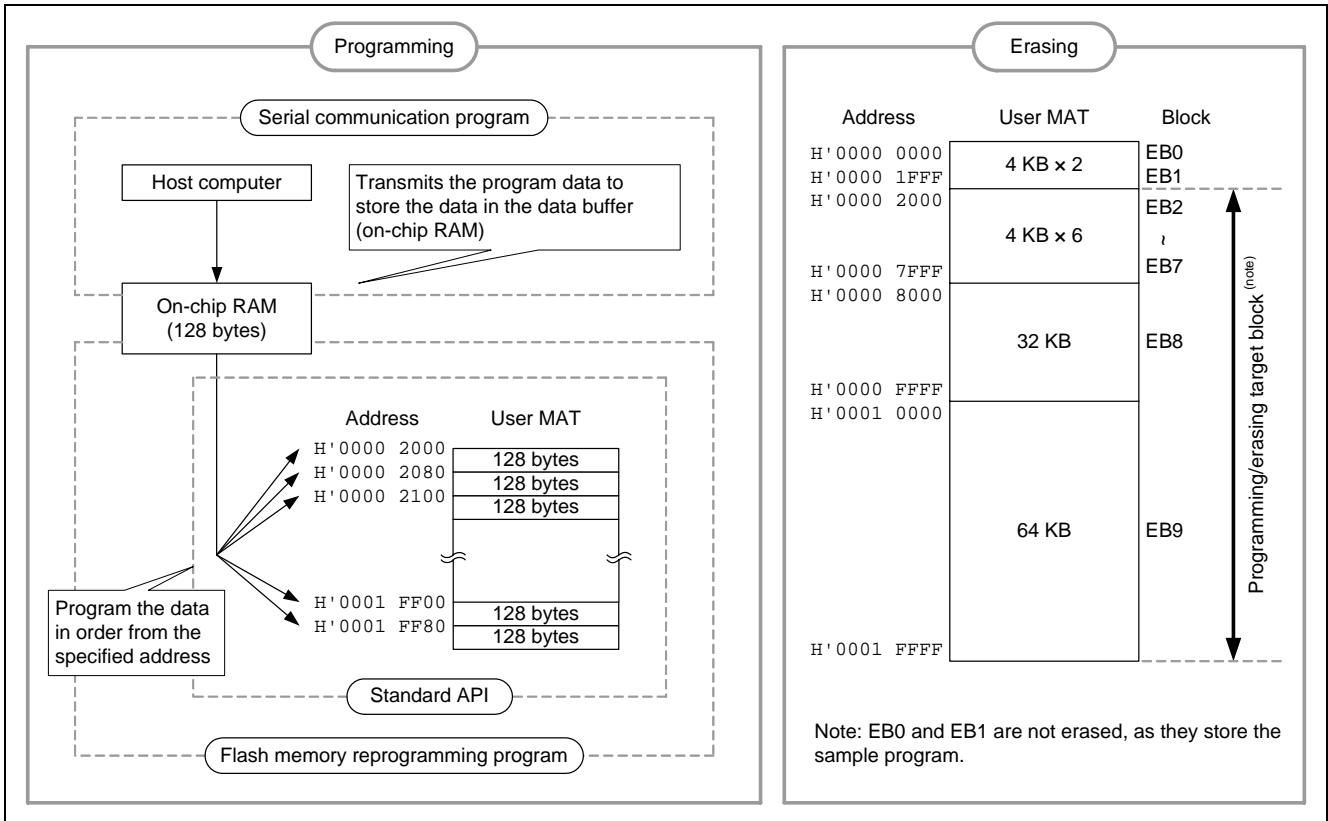 Programming
Serial communication program
Host computer
Transmits the program data to
store the data in the data buffer
(on-chip RAM)
On-chip RAM
(128 bytes)
Address User MAT
H'0000 2000 128 bytes
H'0000 2080 128 bytes
H'0000 2100 128 bytes
Program the data
in order from the
specified address
H'0001 FF00 128 bytes
H'0001 FF80 128 bytes
Standard API
Flash memory reprogramming program
Erasing
Address User MAT Block
H'0000 0000 EB0
4 KB × 2
H'0000 1FFF EB1
H'0000 2000 EB2
4 KB × 6 ~
H'0000 7FFF EB7
H'0000 8000
32 KB EB8
H'0000 FFFF
H'0001 0000
64 KB EB9
H'0001 FFFF
Programming/erasing target block (note)
Note: EB0 and EB1 are not erased, as they store the
sample program.